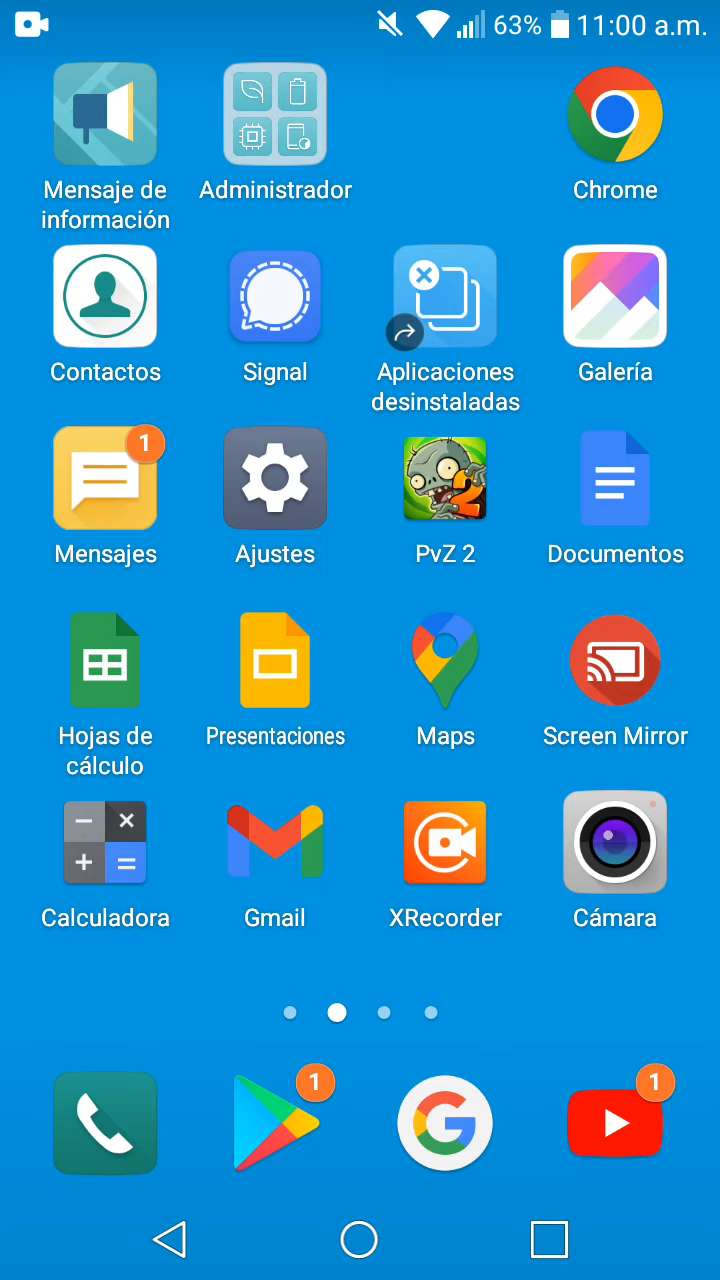 63% 11:00 a.m.
Mensaje de
información
Administrador
Chrome
Contactos
Signal
Aplicaciones
desinstaladas
Galería
1
Mensajes
Ajustes
2
PvZ 2
Documentos
Hojas de
cálculo
Presentaciones
Maps
Screen Mirror
Calculadora
Gmail
XRecorder
Cámara
1
G
1